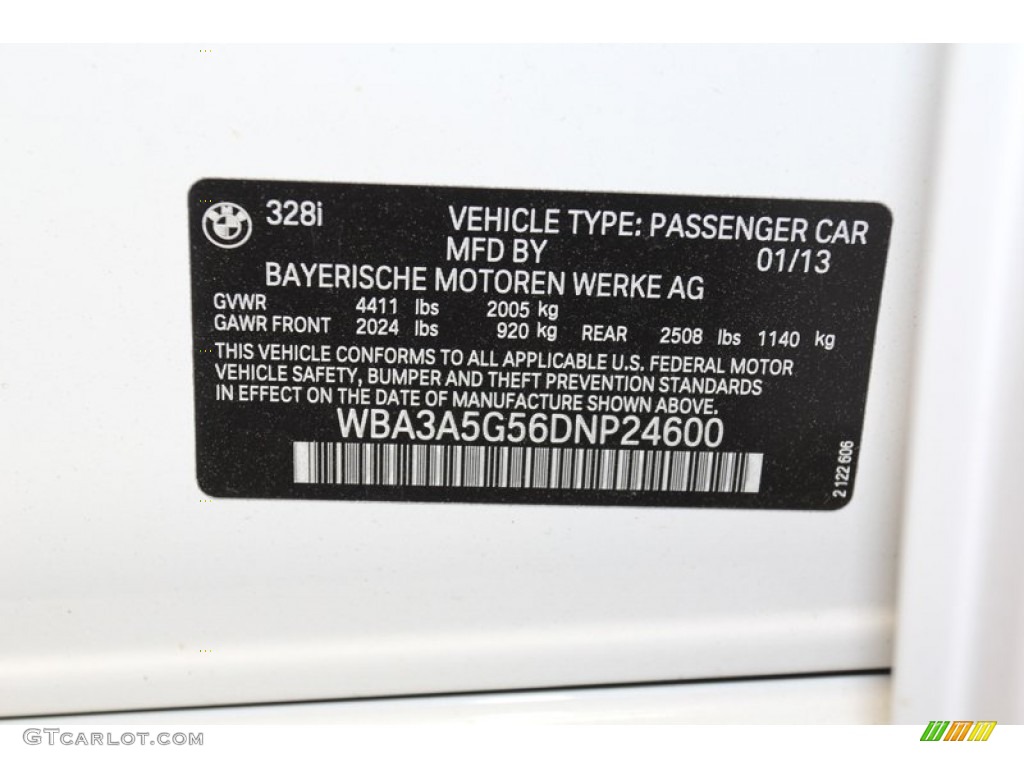 328i
VEHICLE TYPE: PASSENGER CAR
MFD BY 01/13
BAYERISCHE MOTOREN WERKE AG
GVWR 4411 lbs 2005 kg
GAWR FRONT 2024 lbs 920 kg REAR 2508 lbs 1140 kg
THIS VEHICLE CONFORMS TO ALL APPLICABLE U.S. FEDERAL MOTOR
VEHICLE SAFETY, BUMPER AND THEFT PREVENTION STANDARDS
IN EFFECT ON THE DATE OF MANUFACTURE SHOWN ABOVE.
WBA3A5G56DNP24600
2 122 606
GTCARLOT.COM